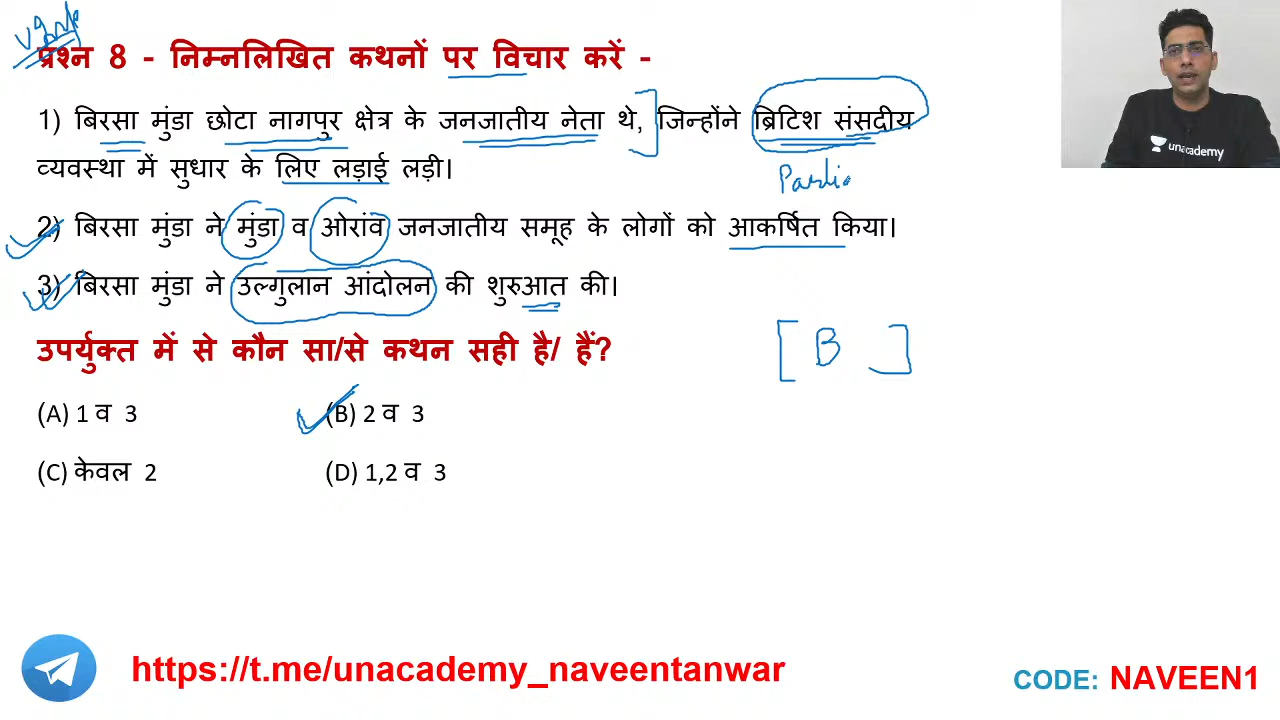 प्रश्न 8 - निम्नलिखित कथनों पर विचार करें -
1) बिरसा मुंडा छोटा नागपुर क्षेत्र के जनजातीय नेता थे, जिन्होंने ब्रिटिश संसदीय
व्यवस्था में सुधार के लिए लड़ाई लड़ी।
Parli
2) बिरसा मुंडा ने मुंडा व ओरांव जनजातीय समूह के लोगों को आकर्षित किया।
3) बिरसा मुंडा ने उल्गुलान आंदोलन की शुरुआत की।
[ B ]
उपर्युक्त में से कौन सा/से कथन सही है/ हैं?
(A) 1 व 3 (B) 2 व 3
(C) केवल 2 (D) 1,2 व 3
unacademy
https://t.me/unacademy_naveentanwar
CODE: NAVEEN1